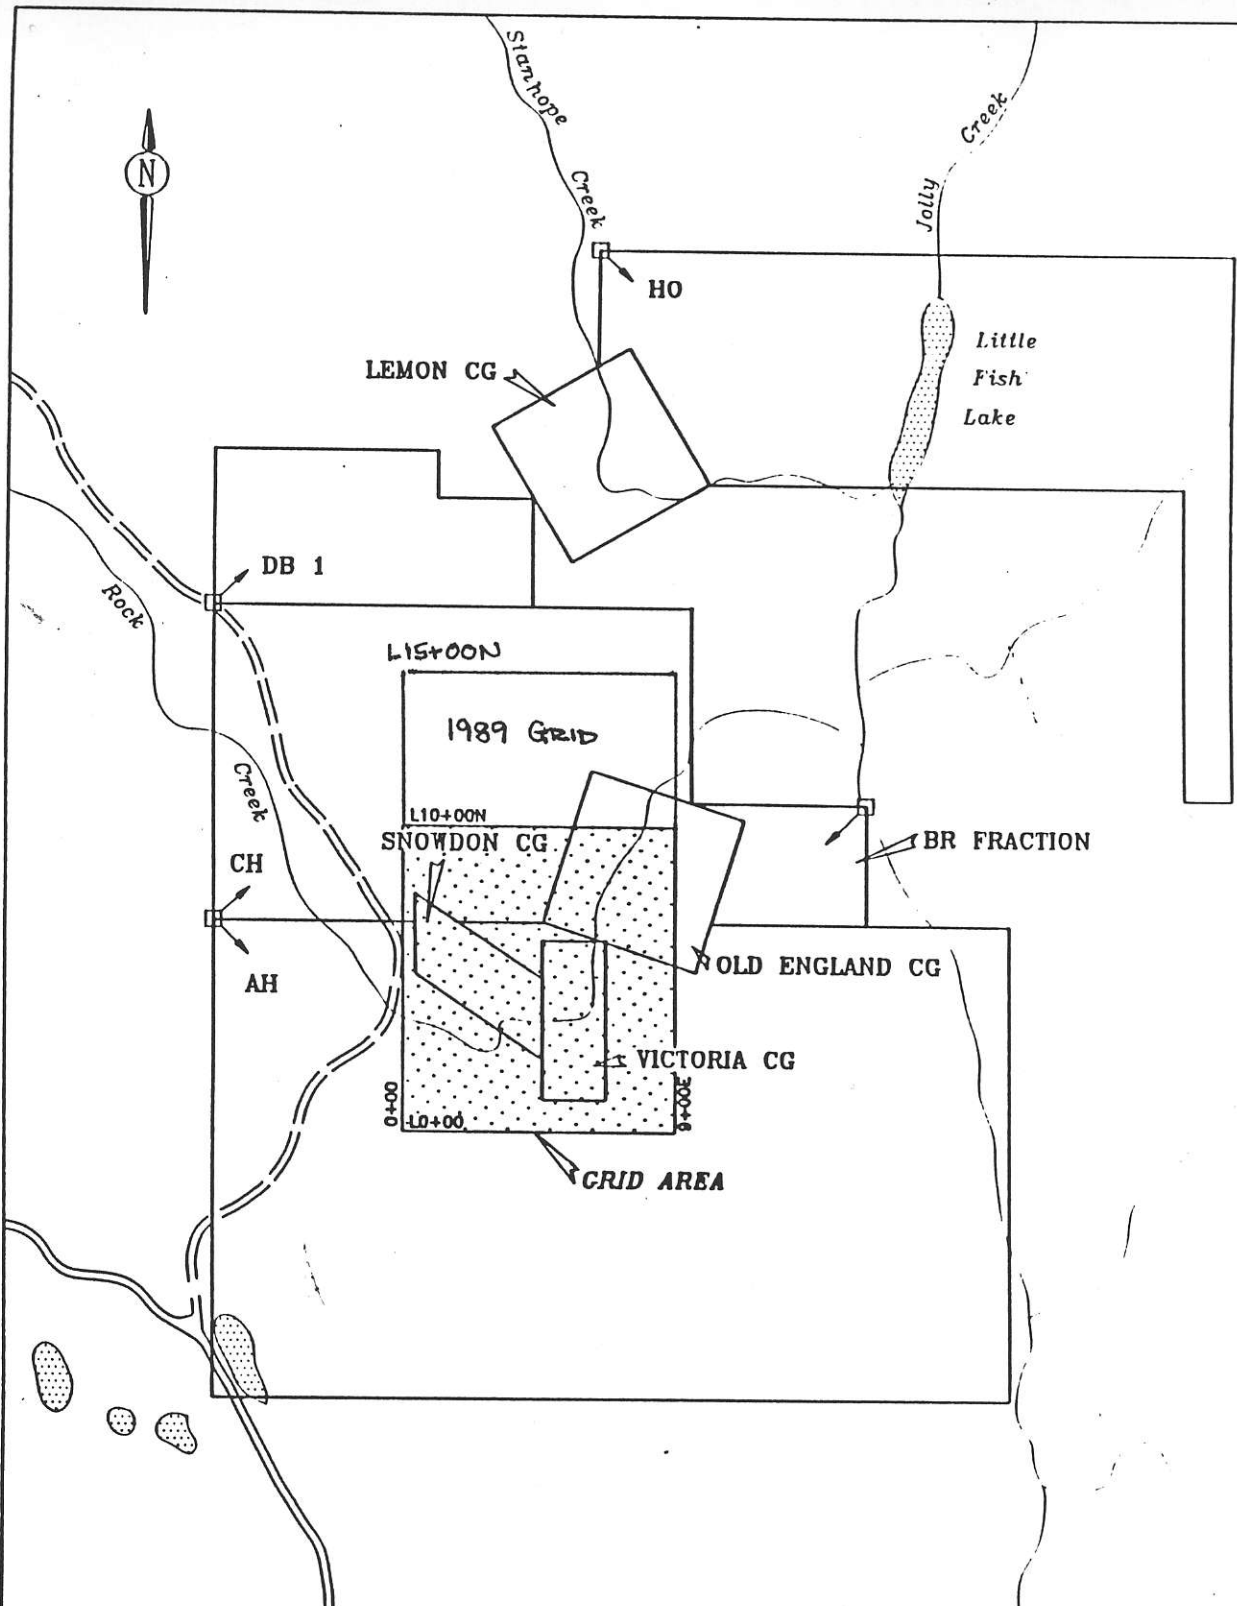 Stanhope
Creek
Jolly
Creek
N
HO
Little
Fish
Lake
LEMON CG
DB 1
Rock
Creek
L15+00N
1989 GRID
L10+00N
SNOWDON CG
BR FRACTION
CH
AH
OLD ENGLAND CG
VICTORIA CG
0+00
L0+00
9+00E
GRID AREA